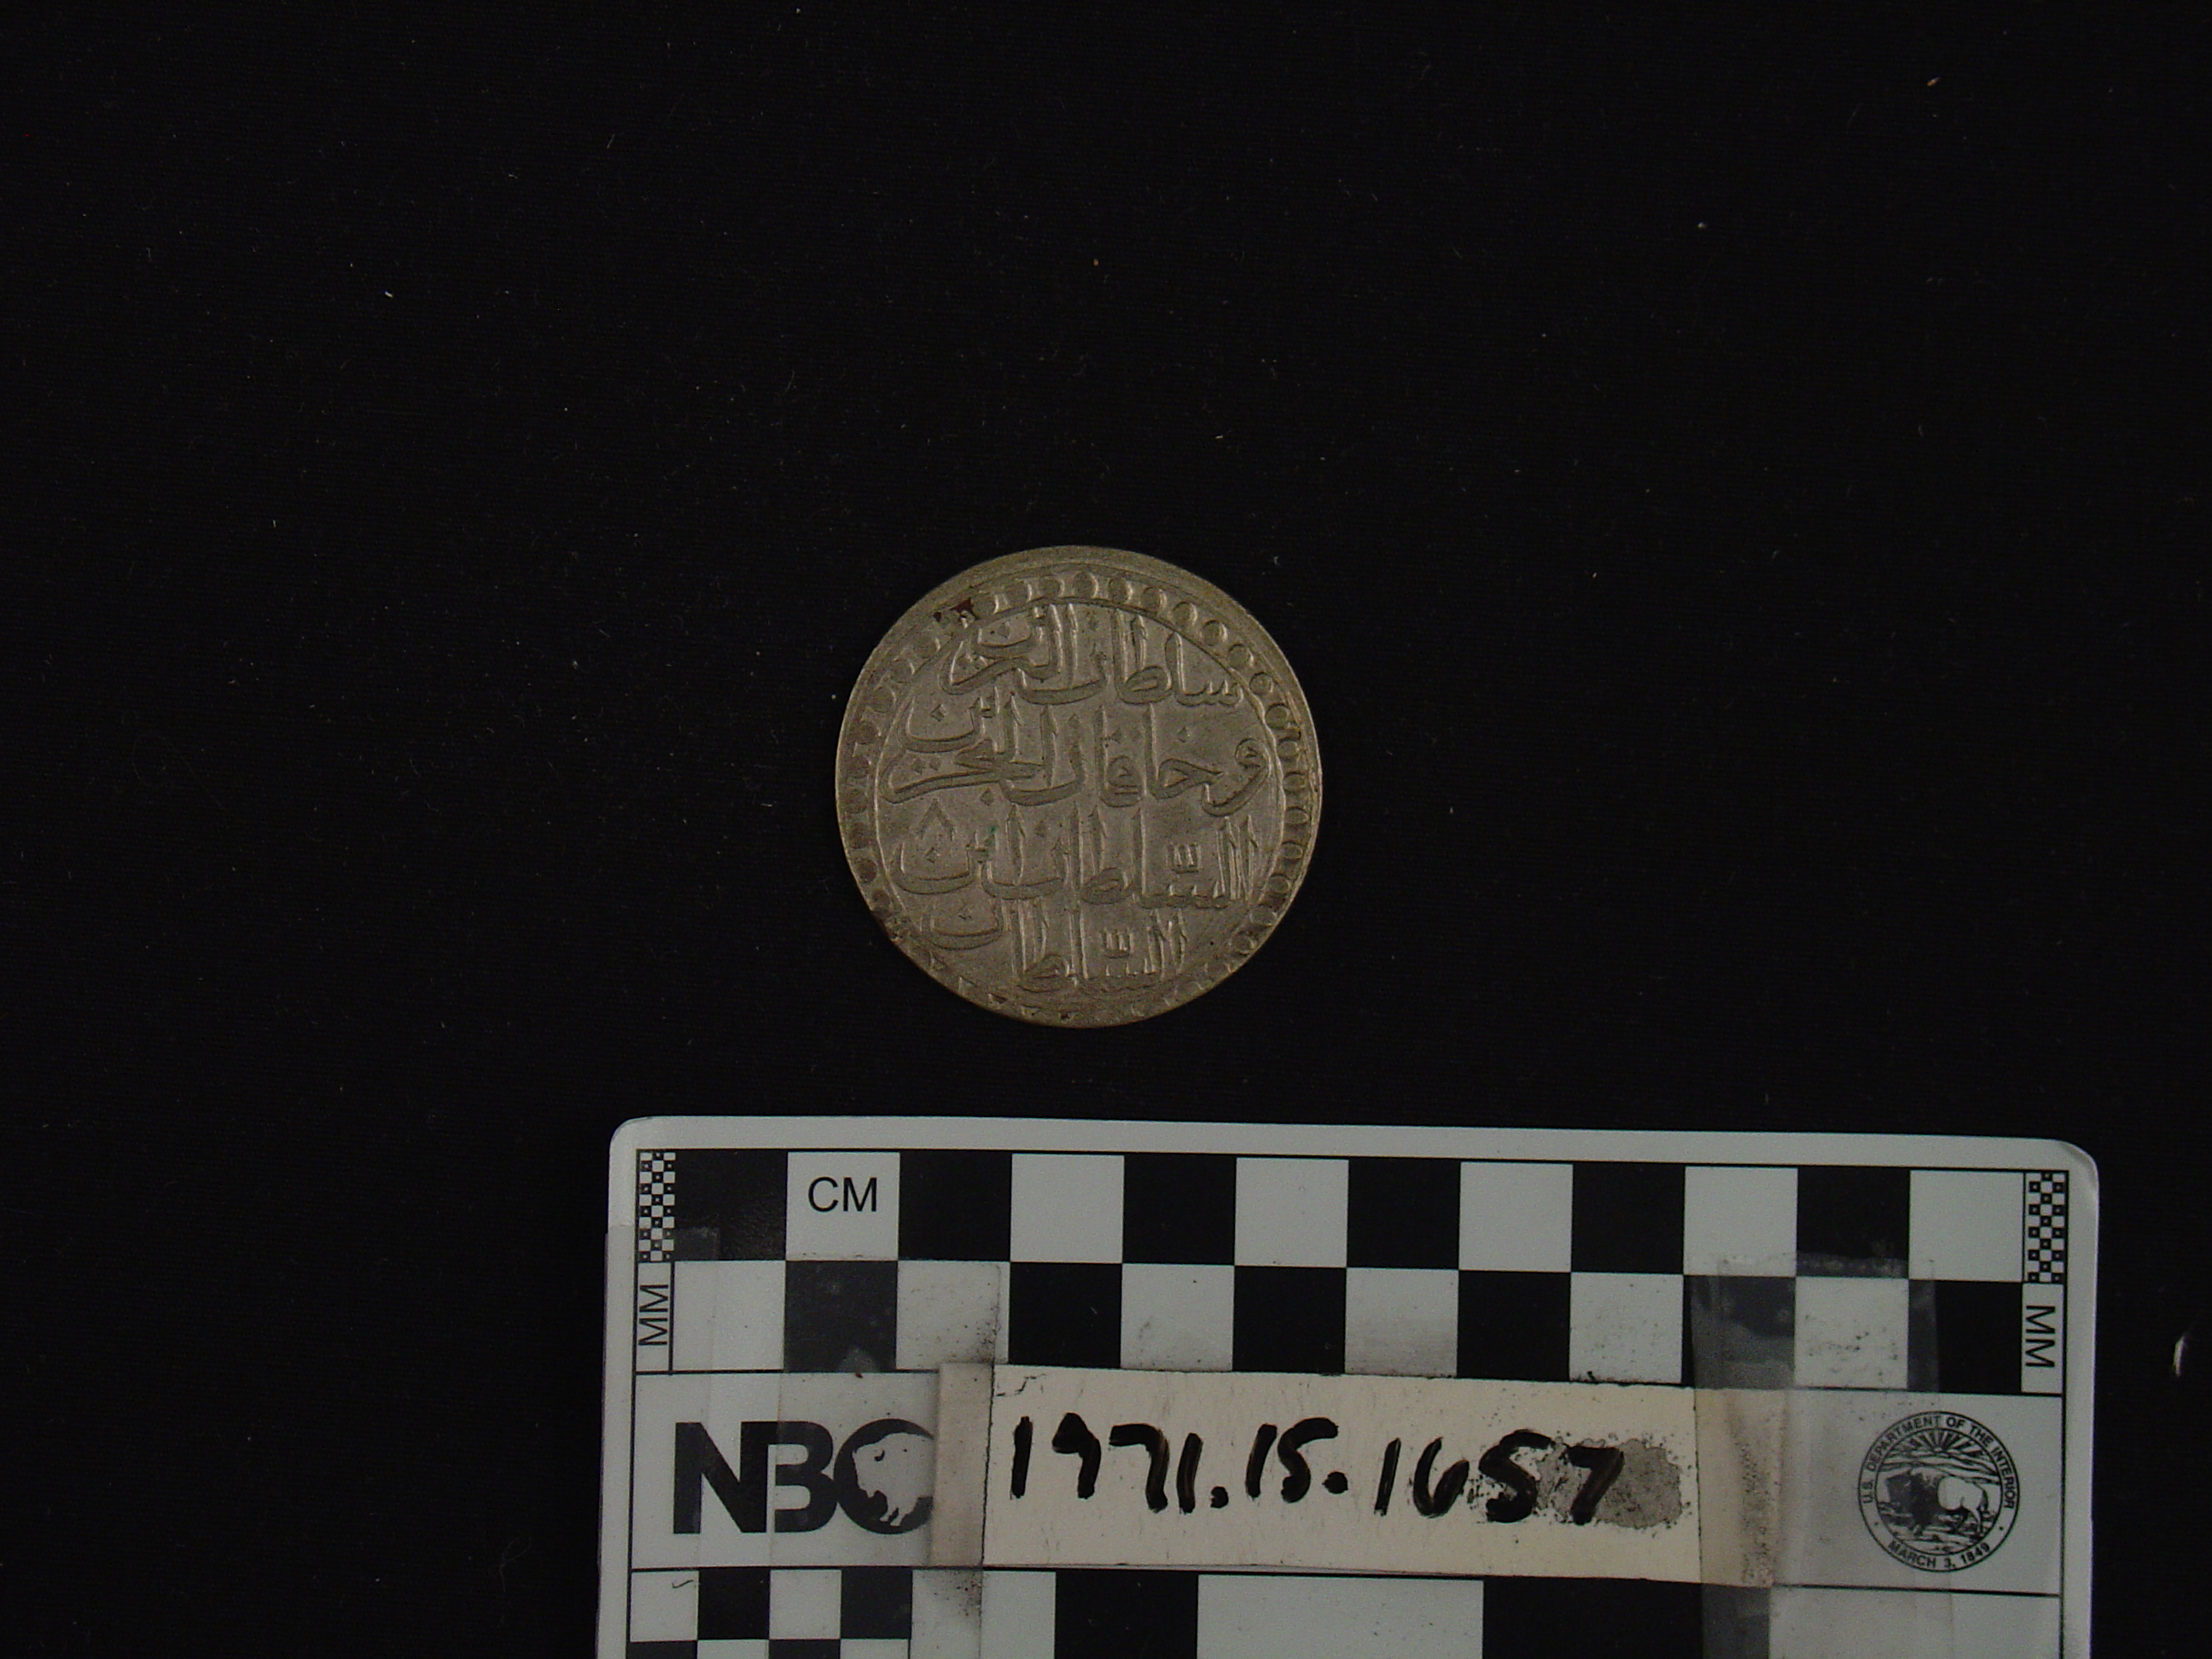 سلطان البرين
وخاقان البحرين
السلطان ابن
السلطان
CM
MM
MM
NBC
1971.15.1657
U.S. DEPARTMENT OF THE INTERIOR
MARCH 3, 1849